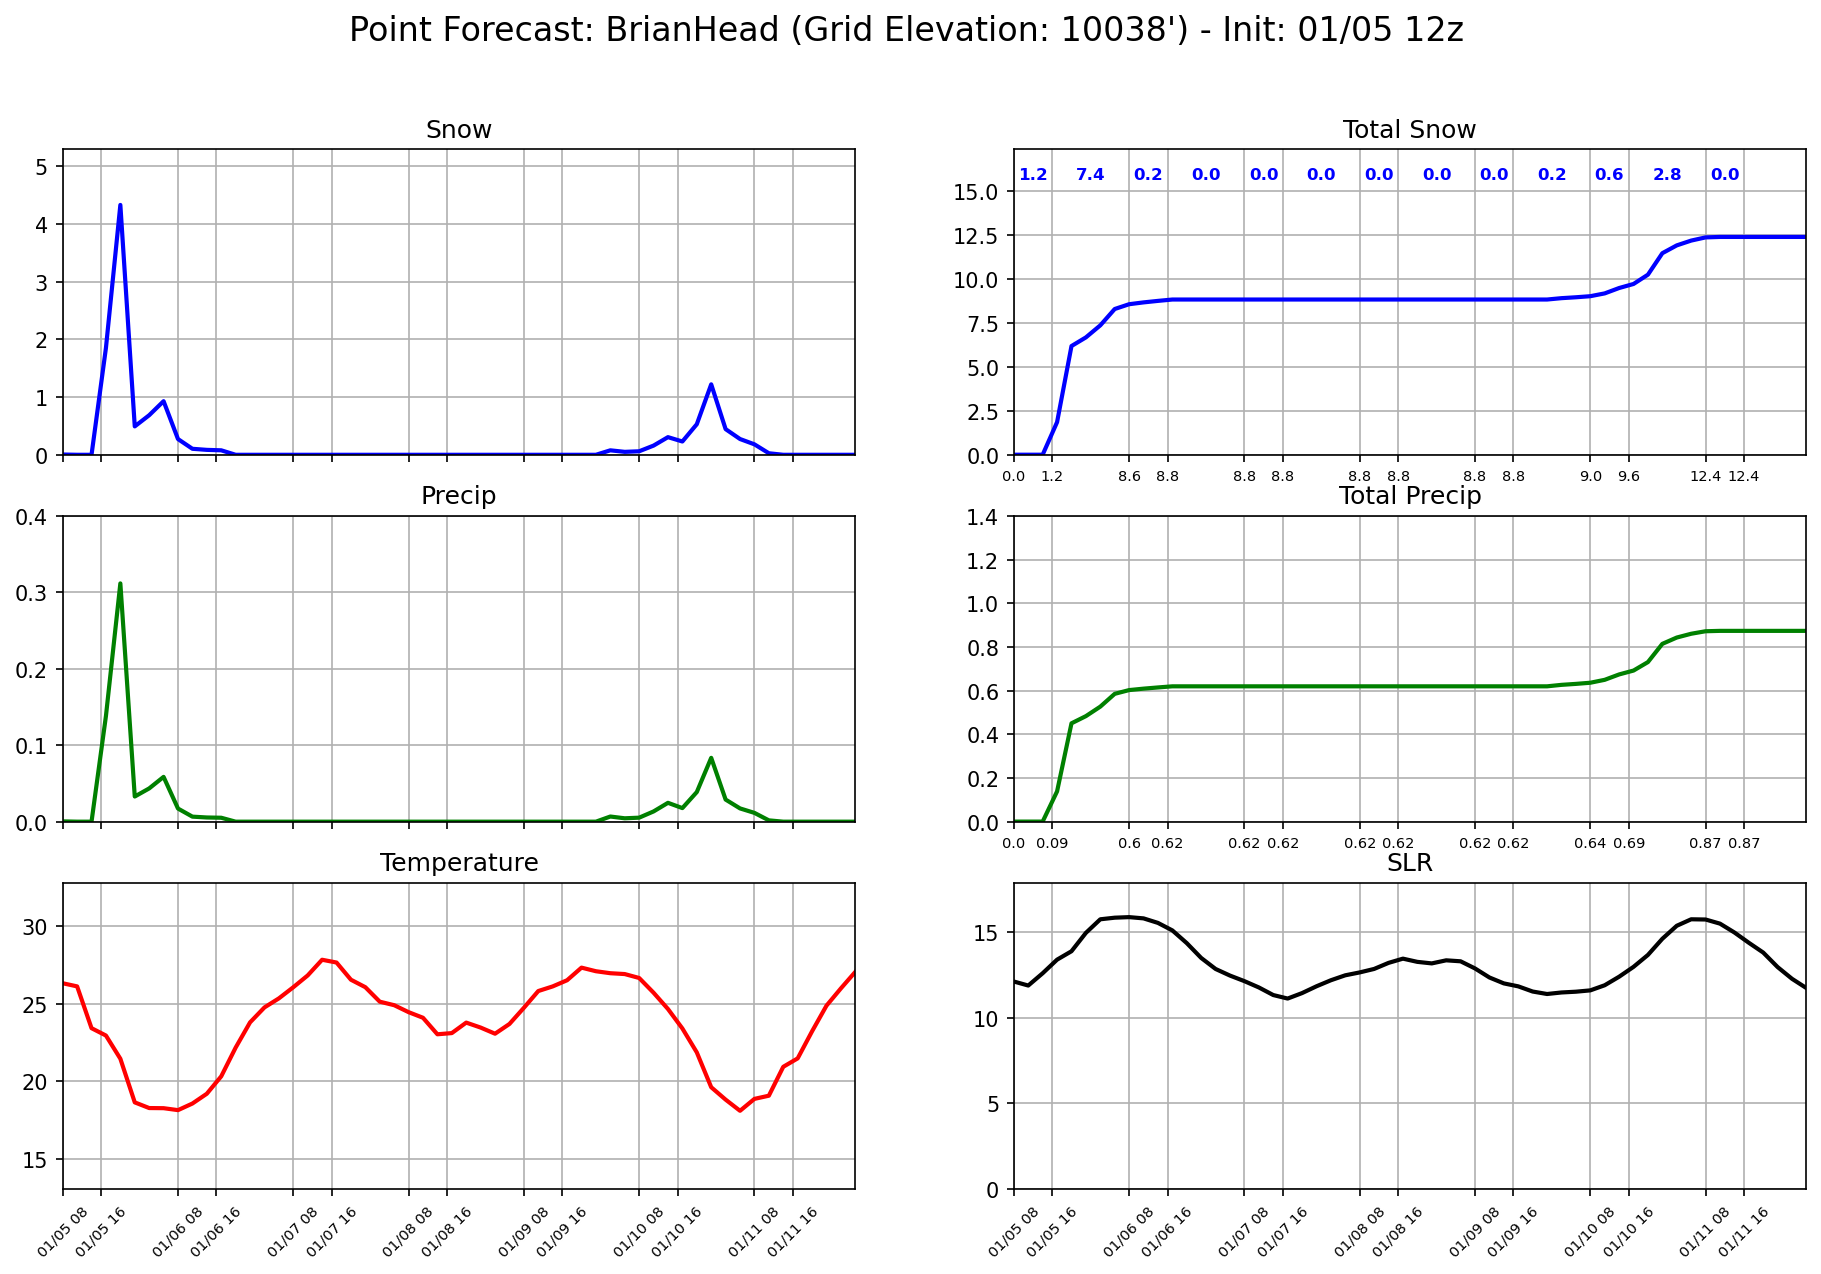 Point Forecast: BrianHead (Grid Elevation: 10038') - Init: 01/05 12z
Snow
5
4
3
2
1
0
Total Snow
1.2 7.4 0.2 0.0 0.0 0.0 0.0 0.0 0.0 0.2 0.6 2.8 0.0
15.0
12.5
10.0
7.5
5.0
2.5
0.0
0.0 1.2 8.6 8.8 8.8 8.8 8.8 8.8 8.8 8.8 9.0 9.6 12.4 12.4
Precip
0.4
0.3
0.2
0.1
0.0
Total Precip
1.4
1.2
1.0
0.8
0.6
0.4
0.2
0.0
0.0 0.09 0.6 0.62 0.62 0.62 0.62 0.62 0.62 0.62 0.64 0.69 0.87 0.87
Temperature
30
25
20
15
01/05 08 01/05 16 01/06 08 01/06 16 01/07 08 01/07 16 01/08 08 01/08 16 01/09 08 01/09 16 01/10 08 01/10 16 01/11 08 01/11 16
SLR
15
10
5
0
01/05 08 01/05 16 01/06 08 01/06 16 01/07 08 01/07 16 01/08 08 01/08 16 01/09 08 01/09 16 01/10 08 01/10 16 01/11 08 01/11 16